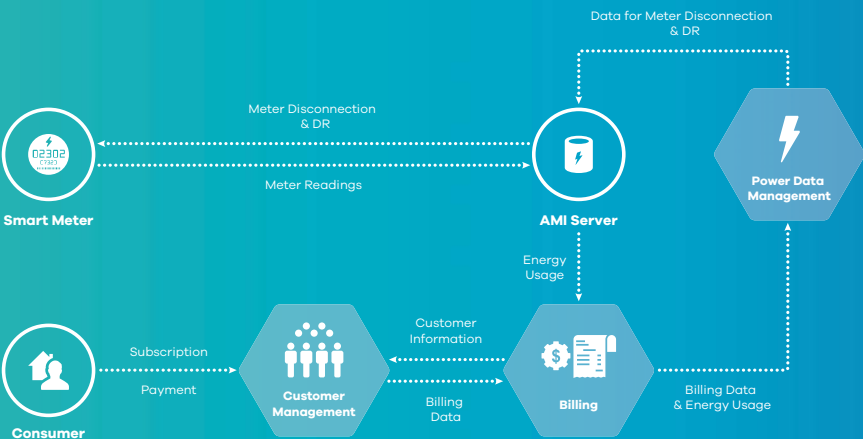 Data for Meter Disconnection
& DR
Meter Disconnection
& DR
02302
Meter Readings
Smart Meter
AMI Server
Power Data
Management
Energy
Usage
Customer
Information
$
Subscription
Payment
Customer
Management
Billing
Data
Billing
Billing Data
& Energy Usage
Consumer